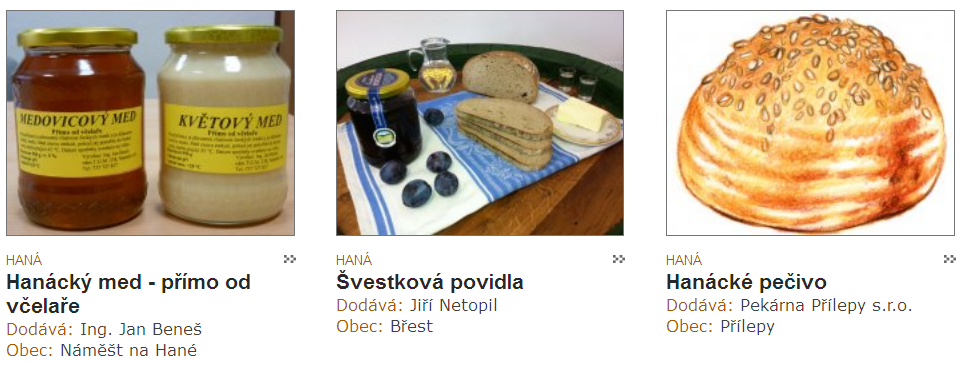 MEDOVICOVÝ MED
Přímo od včelaře
KVĚTOVÝ MED
Přímo od včelaře
HANÁ
Hanácký med - přímo od
včelaře
Dodává: Ing. Jan Beneš
Obec: Náměšt na Hané
HANÁ
Švestková povidla
Dodává: Jiří Netopil
Obec: Břest
HANÁ
Hanácké pečivo
Dodává: Pekárna Přílepy s.r.o.
Obec: Přílepy